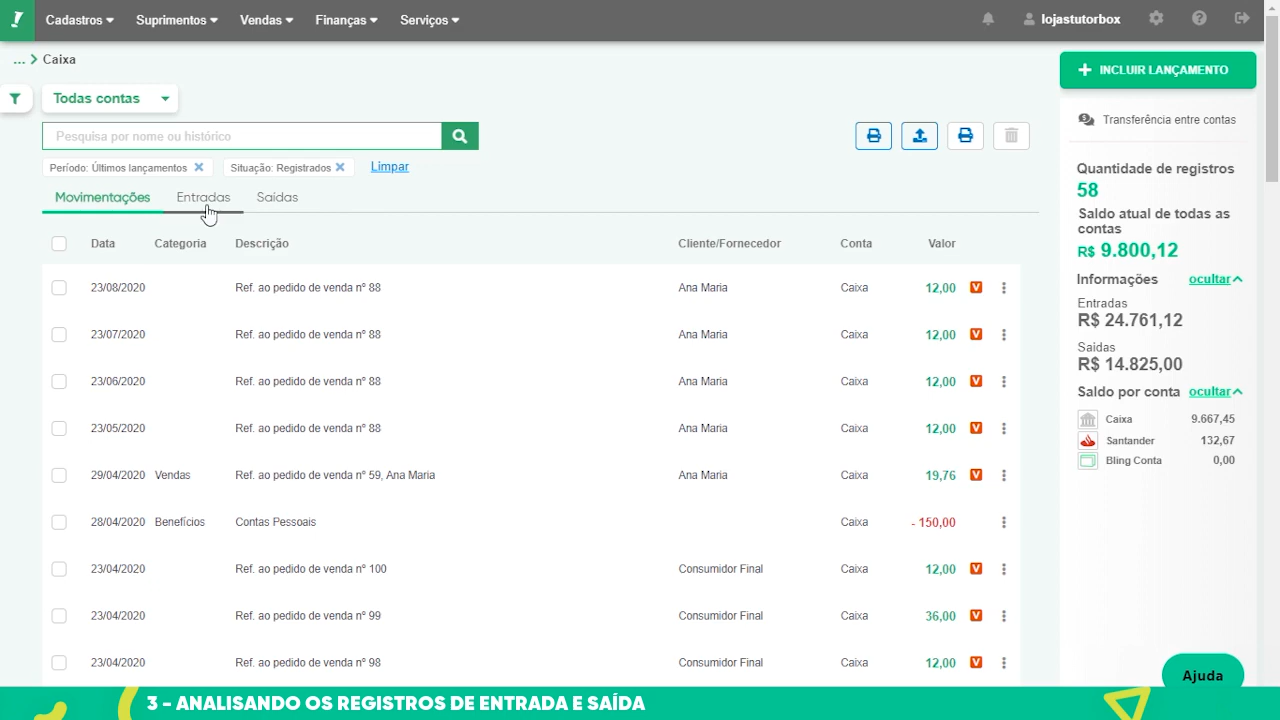 Cadastros Suprimentos Vendas Finanças Serviços lojastutorbox
... > Caixa
INCLUIR LANÇAMENTO
Todas contas
Transferência entre contas
Pesquisa por nome ou histórico
Período: Últimos lançamentos Situação: Registrados Limpar
Movimentações Entradas Saídas
Data Categoria Descrição Cliente/Fornecedor Conta Valor
23/08/2020 Ref. ao pedido de venda nº 88 Ana Maria Caixa 12,00 V
23/07/2020 Ref. ao pedido de venda nº 88 Ana Maria Caixa 12,00 V
23/06/2020 Ref. ao pedido de venda nº 88 Ana Maria Caixa 12,00 V
23/05/2020 Ref. ao pedido de venda nº 88 Ana Maria Caixa 12,00 V
29/04/2020 Vendas Ref. ao pedido de venda nº 59, Ana Maria Ana Maria Caixa 19,76 V
28/04/2020 Benefícios Contas Pessoais Caixa - 150,00
23/04/2020 Ref. ao pedido de venda nº 100 Consumidor Final Caixa 12,00 V
23/04/2020 Ref. ao pedido de venda nº 99 Consumidor Final Caixa 36,00 V
23/04/2020 Ref. ao pedido de venda nº 98 Consumidor Final Caixa 12,00 V
Quantidade de registros
58
Saldo atual de todas as
contas
R$ 9.800,12
Informações ocultar
Entradas
R$ 24.761,12
Saídas
R$ 14.825,00
Saldo por conta ocultar
Caixa 9.667,45
Santander 132,67
Bling Conta 0,00
Ajuda
3 - ANALISANDO OS REGISTROS DE ENTRADA E SAÍDA